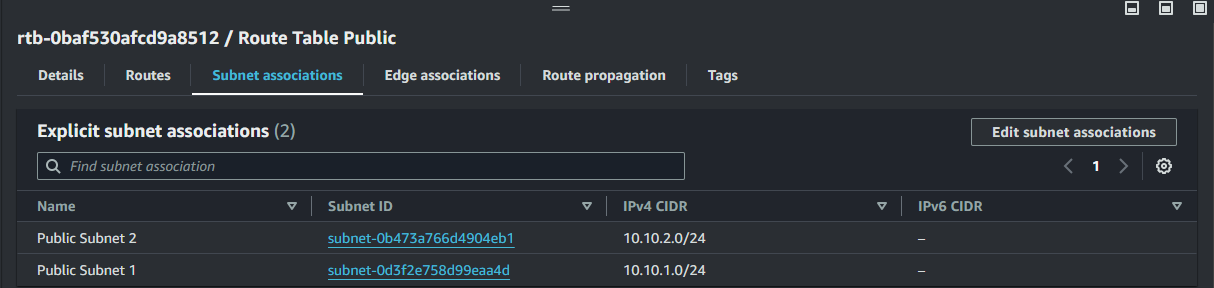 rtb-0baf530afcd9a8512 / Route Table Public
Details Routes Subnet associations Edge associations Route propagation Tags
Explicit subnet associations (2)
Edit subnet associations
Find subnet association
1
Name Subnet ID IPv4 CIDR IPv6 CIDR
Public Subnet 2 subnet-0b473a766d4904eb1 10.10.2.0/24 –
Public Subnet 1 subnet-0d3f2e758d99eaa4d 10.10.1.0/24 –